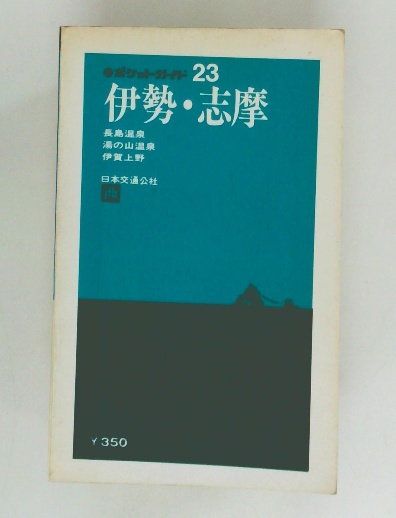 ポケットガイド 23
伊勢・志摩
長島温泉
湯の山温泉
伊賀上野
日本交通公社
¥350